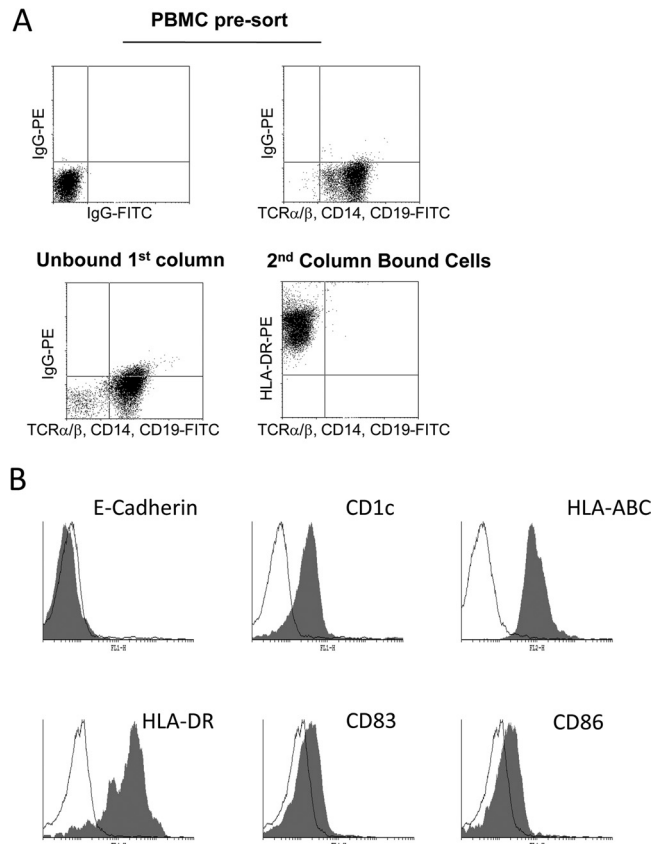 A
PBMC pre-sort
IgG-PE
IgG-FITC
IgG-PE
TCRα/β, CD14, CD19-FITC
Unbound 1st column
IgG-PE
TCRα/β, CD14, CD19-FITC
2nd Column Bound Cells
HLA-DR-PE
TCRα/β, CD14, CD19-FITC
B
E-Cadherin
FL1-H
CD1c
FL1-H
HLA-ABC
FL2-H
HLA-DR
CD83
CD86